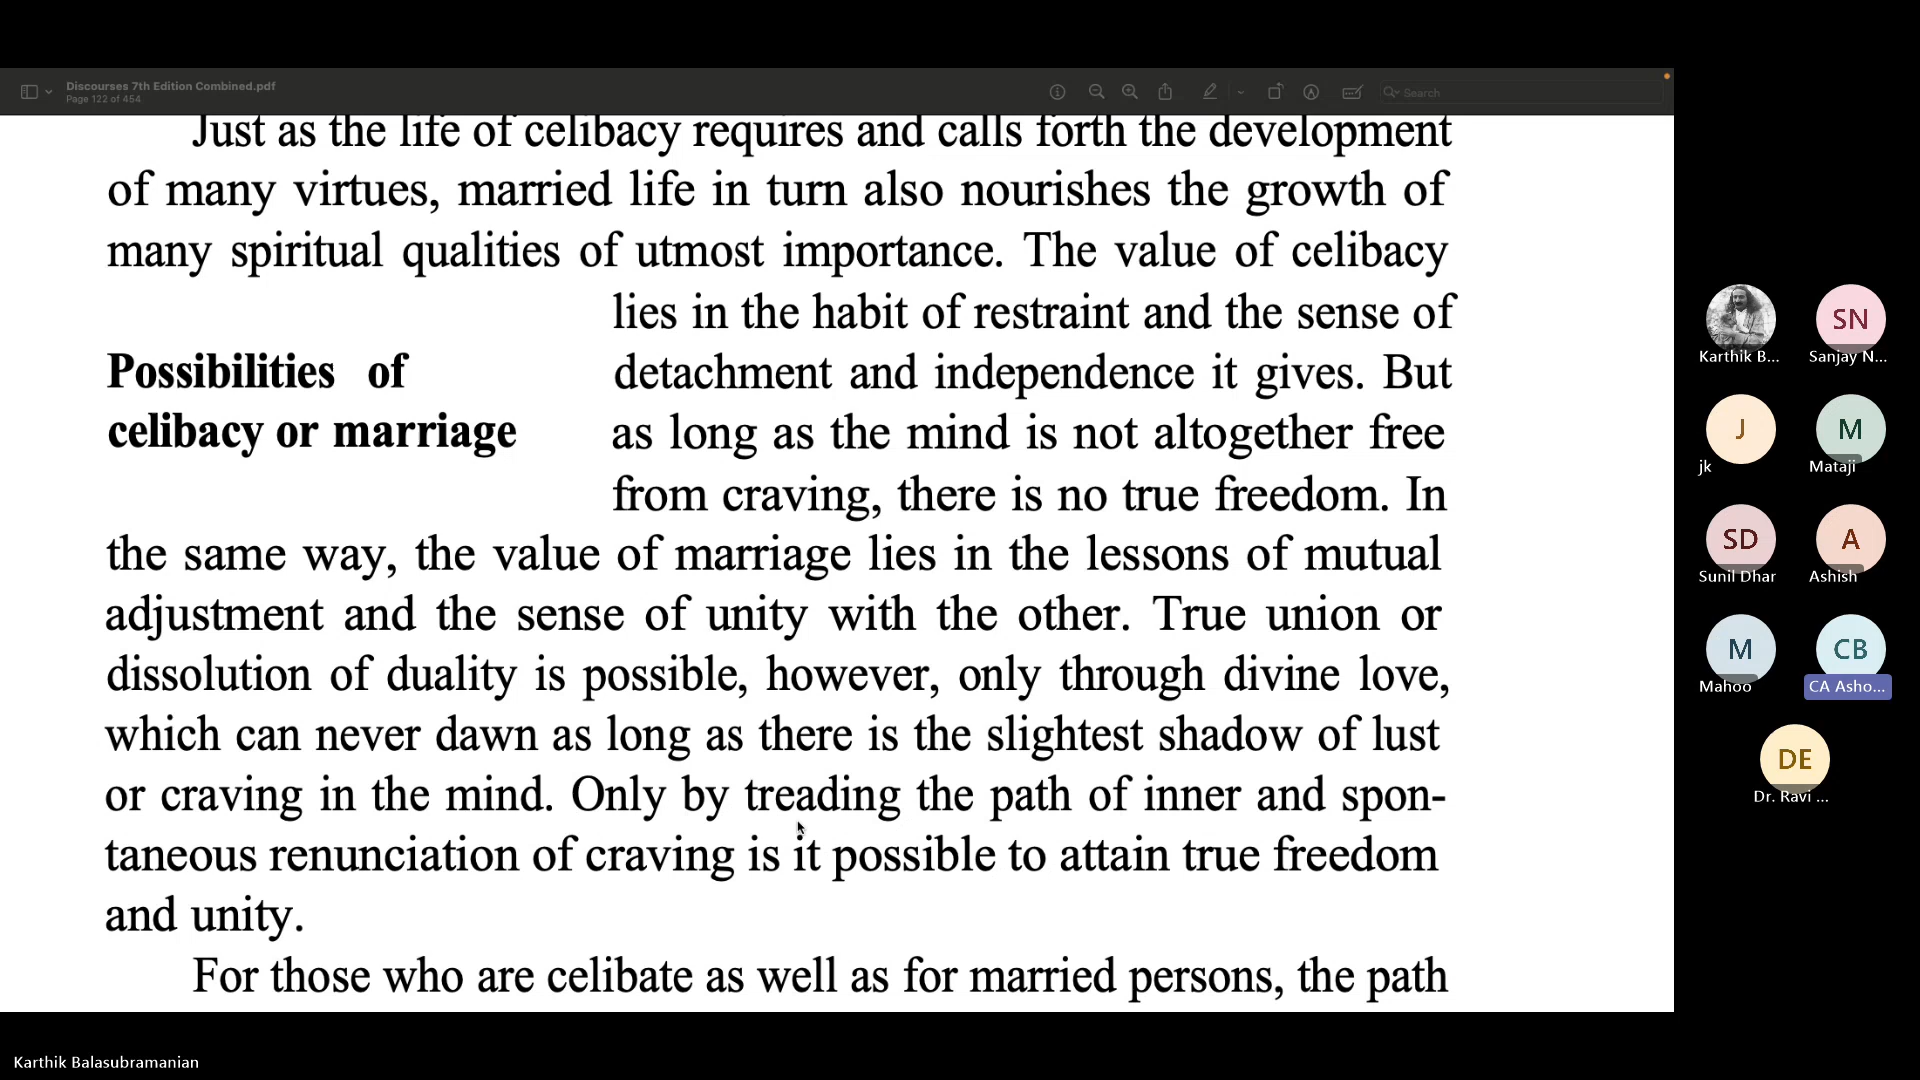 Discourses 7th Edition Combined.pdf
Page 122 of 454
Search
Just as the life of celibacy requires and calls forth the development
of many virtues, married life in turn also nourishes the growth of
many spiritual qualities of utmost importance. The value of celibacy
lies in the habit of restraint and the sense of
Possibilities of
celibacy or marriage
detachment and independence it gives. But
as long as the mind is not altogether free
from craving, there is no true freedom. In
the same way, the value of marriage lies in the lessons of mutual
adjustment and the sense of unity with the other. True union or
dissolution of duality is possible, however, only through divine love,
which can never dawn as long as there is the slightest shadow of lust
or craving in the mind. Only by treading the path of inner and spon-
taneous renunciation of craving is it possible to attain true freedom
and unity.
For those who are celibate as well as for married persons, the path
Karthik B...
SN
Sanjay N...
J
jk
M
Mataji
SD
Sunil Dhar
A
Ashish
M
Mahoo
CB
CA Asho...
DE
Dr. Ravi ...
Karthik Balasubramanian